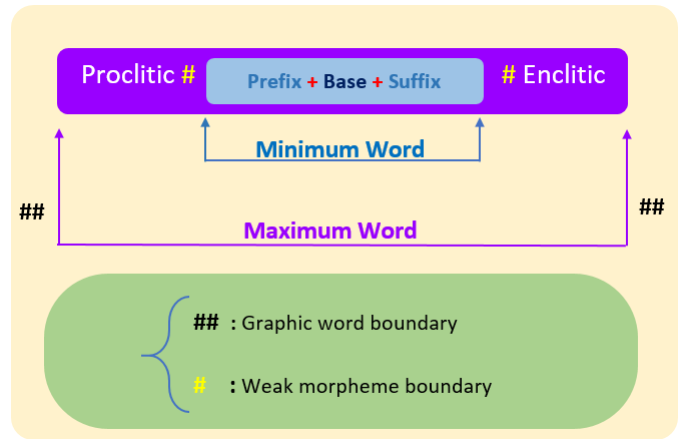 Proclitic # Prefix + Base + Suffix # Enclitic
Minimum Word
## ##
Maximum Word
## : Graphic word boundary
# : Weak morpheme boundary